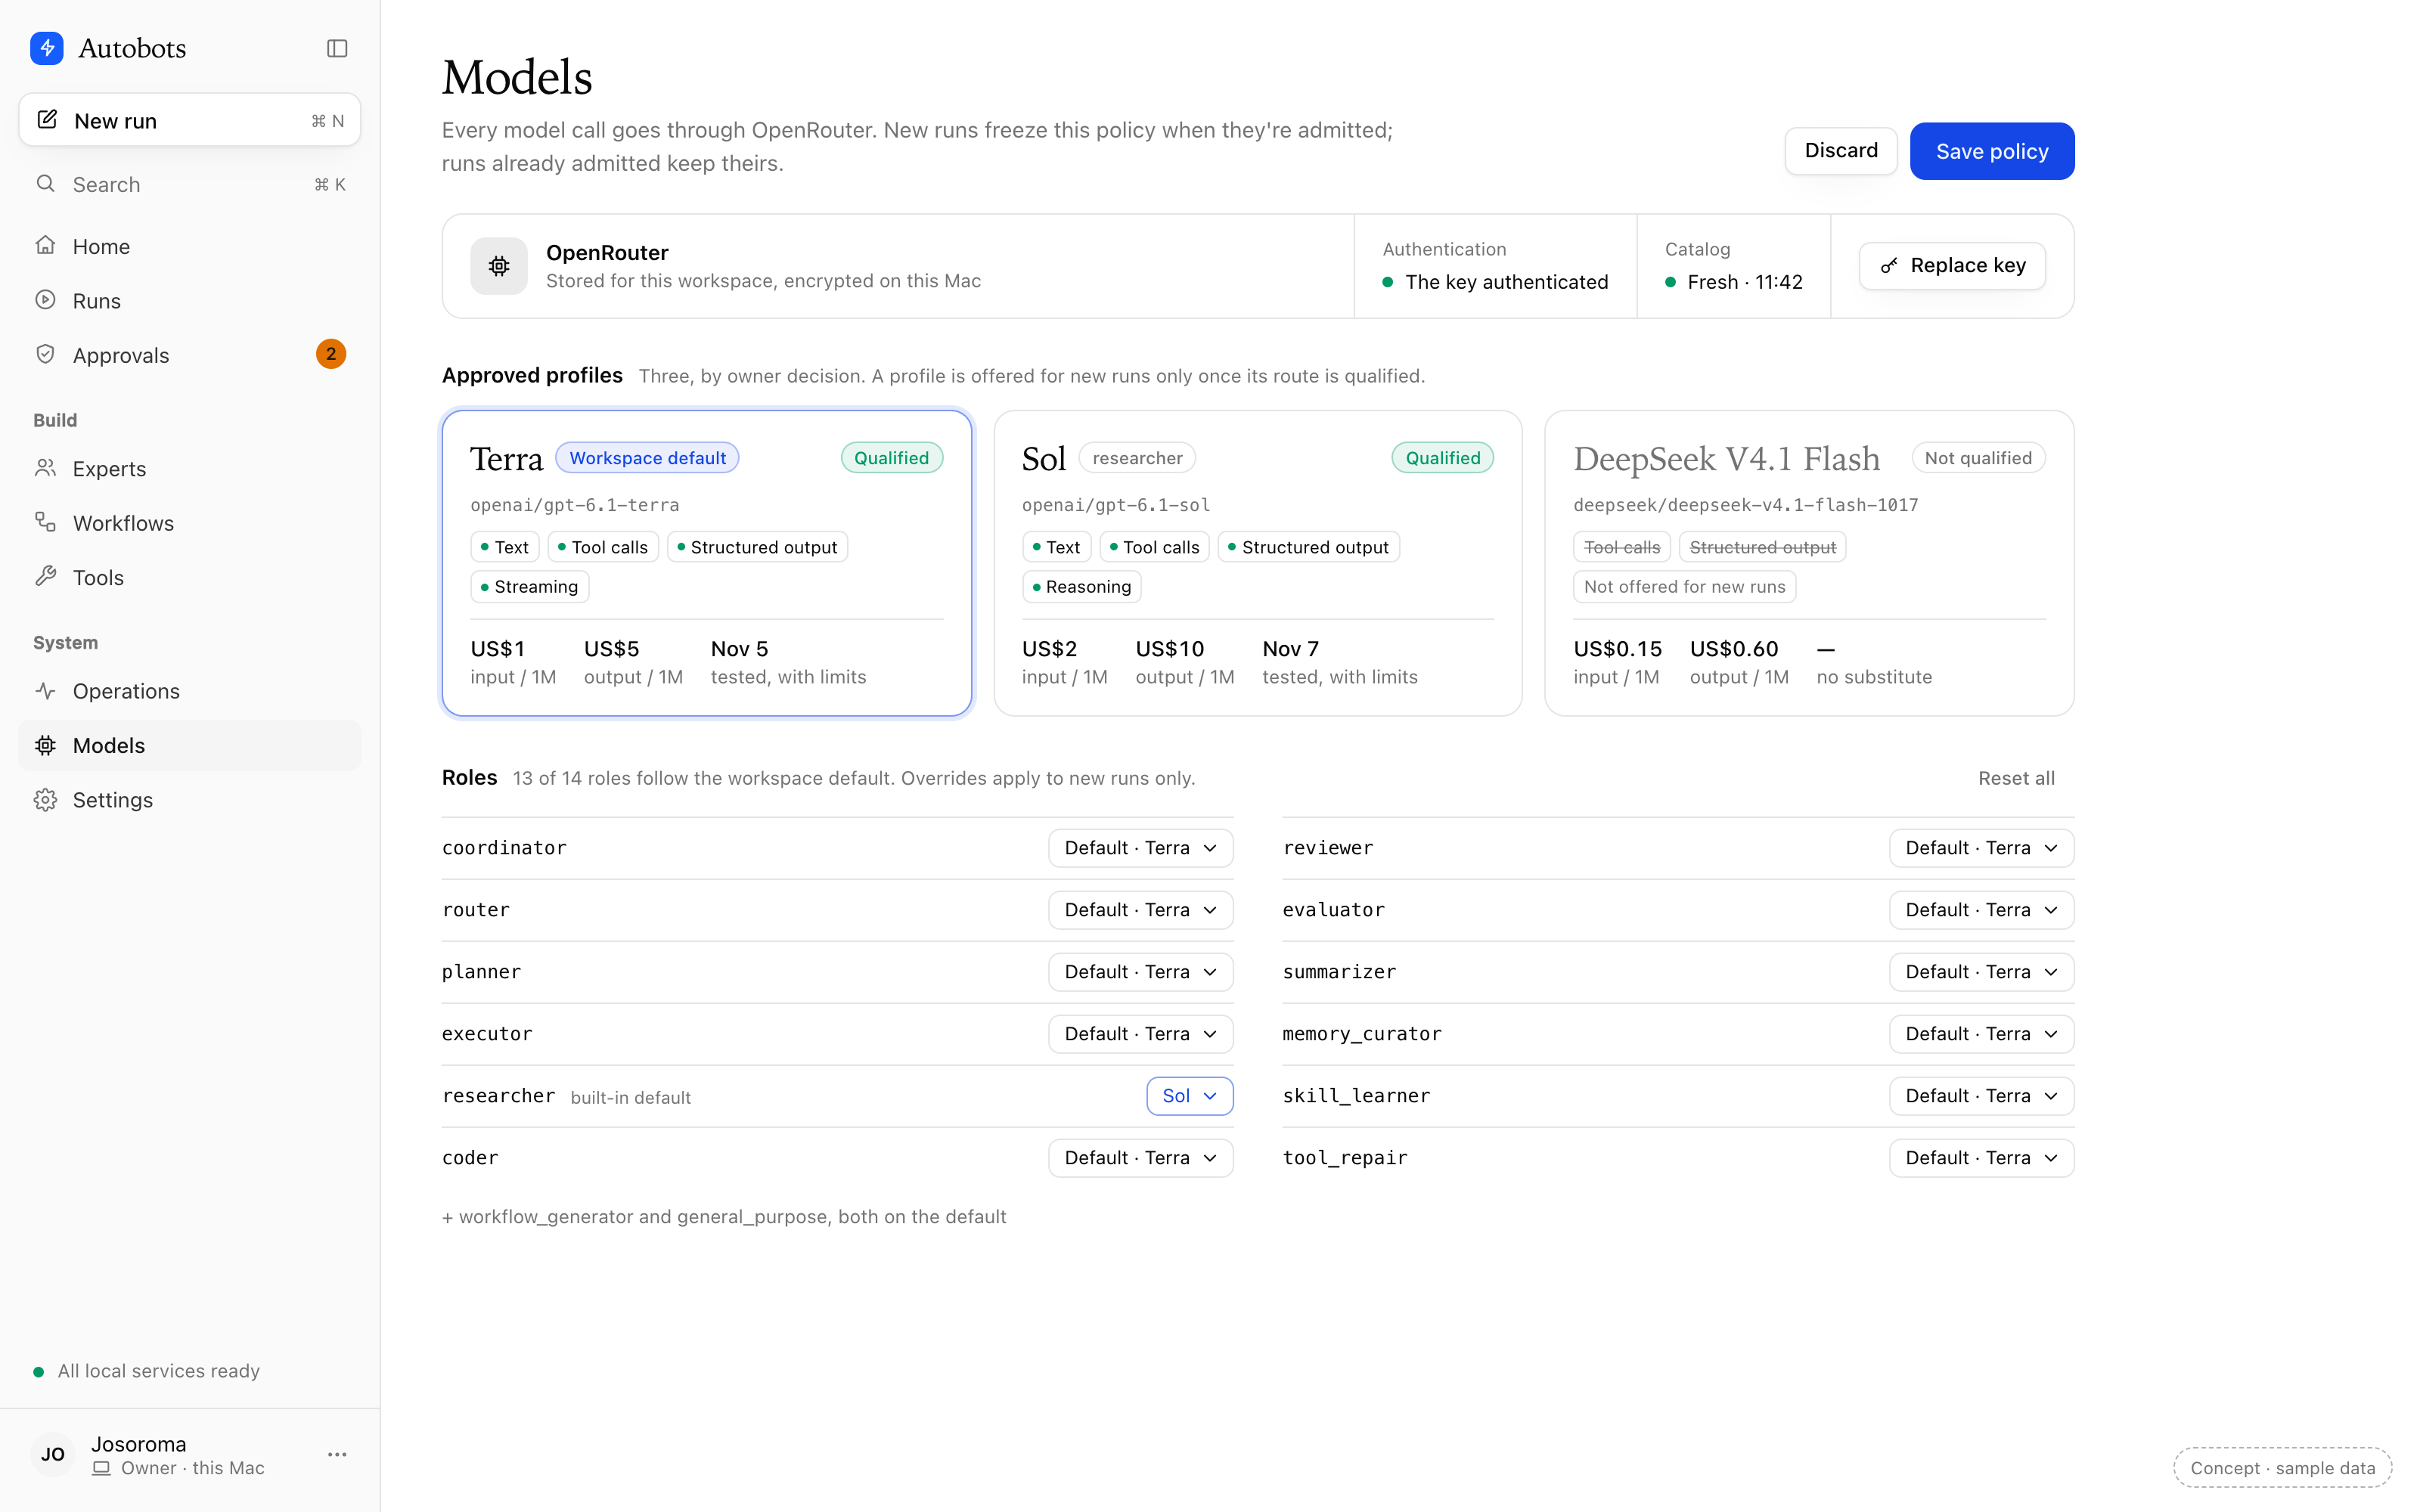 Autobots
New run ⌘ N
Search ⌘ K
Home
Runs
Approvals 2
Build
Experts
Workflows
Tools
System
Operations
Models
Settings
All local services ready
JO
Josoroma
Owner · this Mac
Models
Every model call goes through OpenRouter. New runs freeze this policy when they're admitted;
runs already admitted keep theirs.
Discard
Save policy
OpenRouter
Stored for this workspace, encrypted on this Mac
Authentication
The key authenticated
Catalog
Fresh · 11:42
Replace key
Approved profiles Three, by owner decision. A profile is offered for new runs only once its route is qualified.
Terra Workspace default Qualified
openai/gpt-6.1-terra
Text Tool calls Structured output
Streaming
US$1 US$5 Nov 5
input / 1M output / 1M tested, with limits
Sol researcher Qualified
openai/gpt-6.1-sol
Text Tool calls Structured output
Reasoning
US$2 US$10 Nov 7
input / 1M output / 1M tested, with limits
DeepSeek V4.1 Flash Not qualified
deepseek/deepseek-v4.1-flash-1017
Tool calls Structured output
Not offered for new runs
US$0.15 US$0.60 —
input / 1M output / 1M no substitute
Roles 13 of 14 roles follow the workspace default. Overrides apply to new runs only. Reset all
coordinator Default · Terra
router Default · Terra
planner Default · Terra
executor Default · Terra
researcher built-in default Sol
coder Default · Terra
reviewer Default · Terra
evaluator Default · Terra
summarizer Default · Terra
memory_curator Default · Terra
skill_learner Default · Terra
tool_repair Default · Terra
+ workflow_generator and general_purpose, both on the default
Concept · sample data